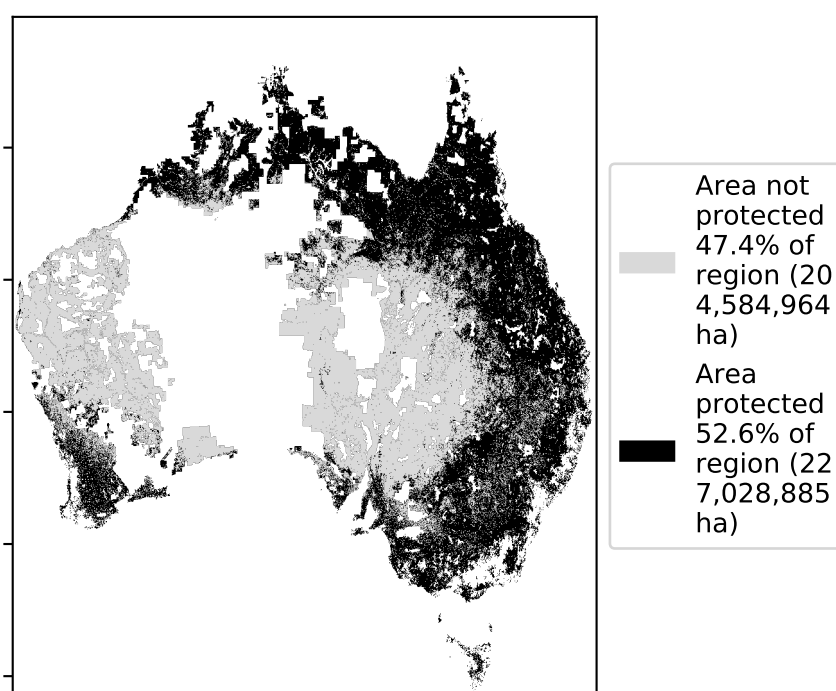 Area not
protected
47.4% of
region (20
4,584,964
ha)
Area
protected
52.6% of
region (22
7,028,885
ha)